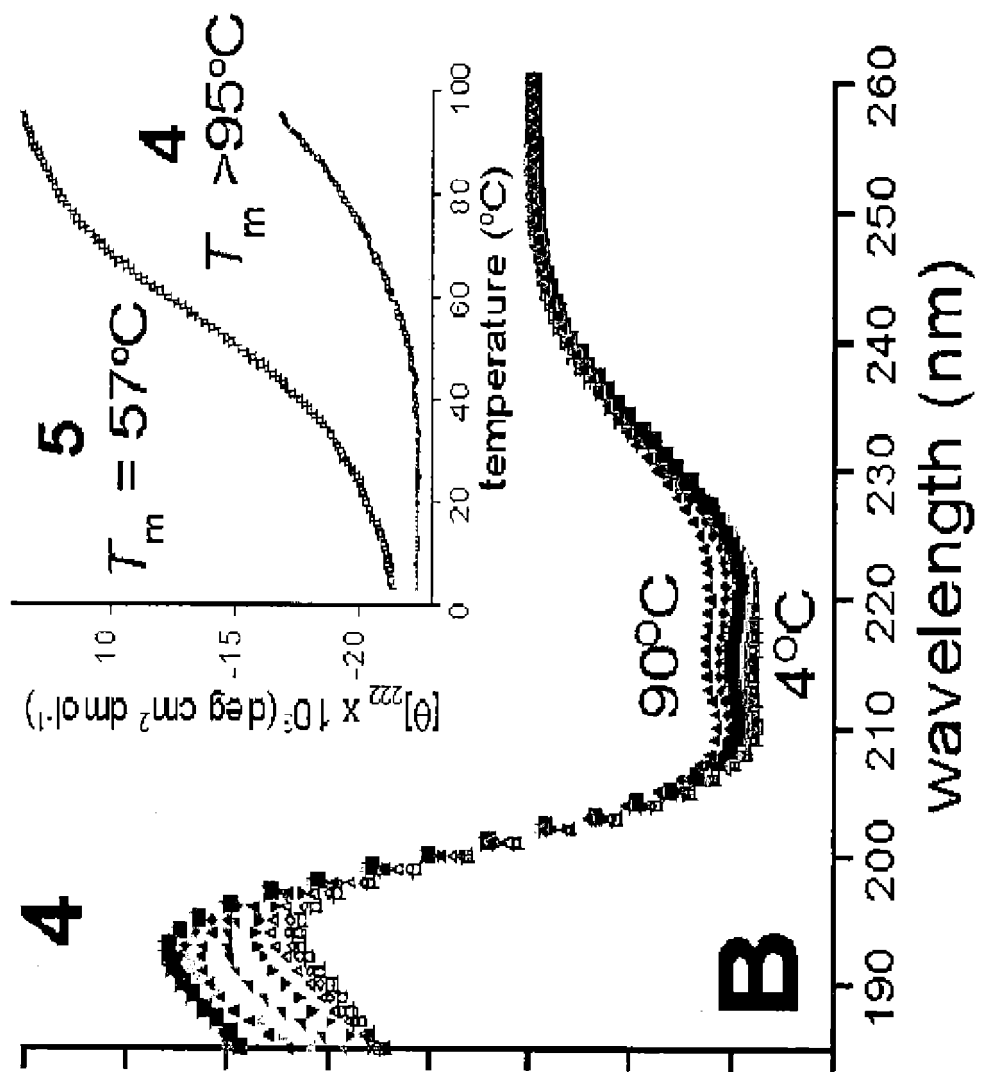 4
5
T_m = 57°C
4
T_m >95°C
[θ]₂₂₂ x 10³ (deg cm² dmol⁻¹)
-10
-15
-20
0 20 40 60 80 100
temperature (°C)
90°C
4°C
B
190 200 210 220 230 240 250 260
wavelength (nm)